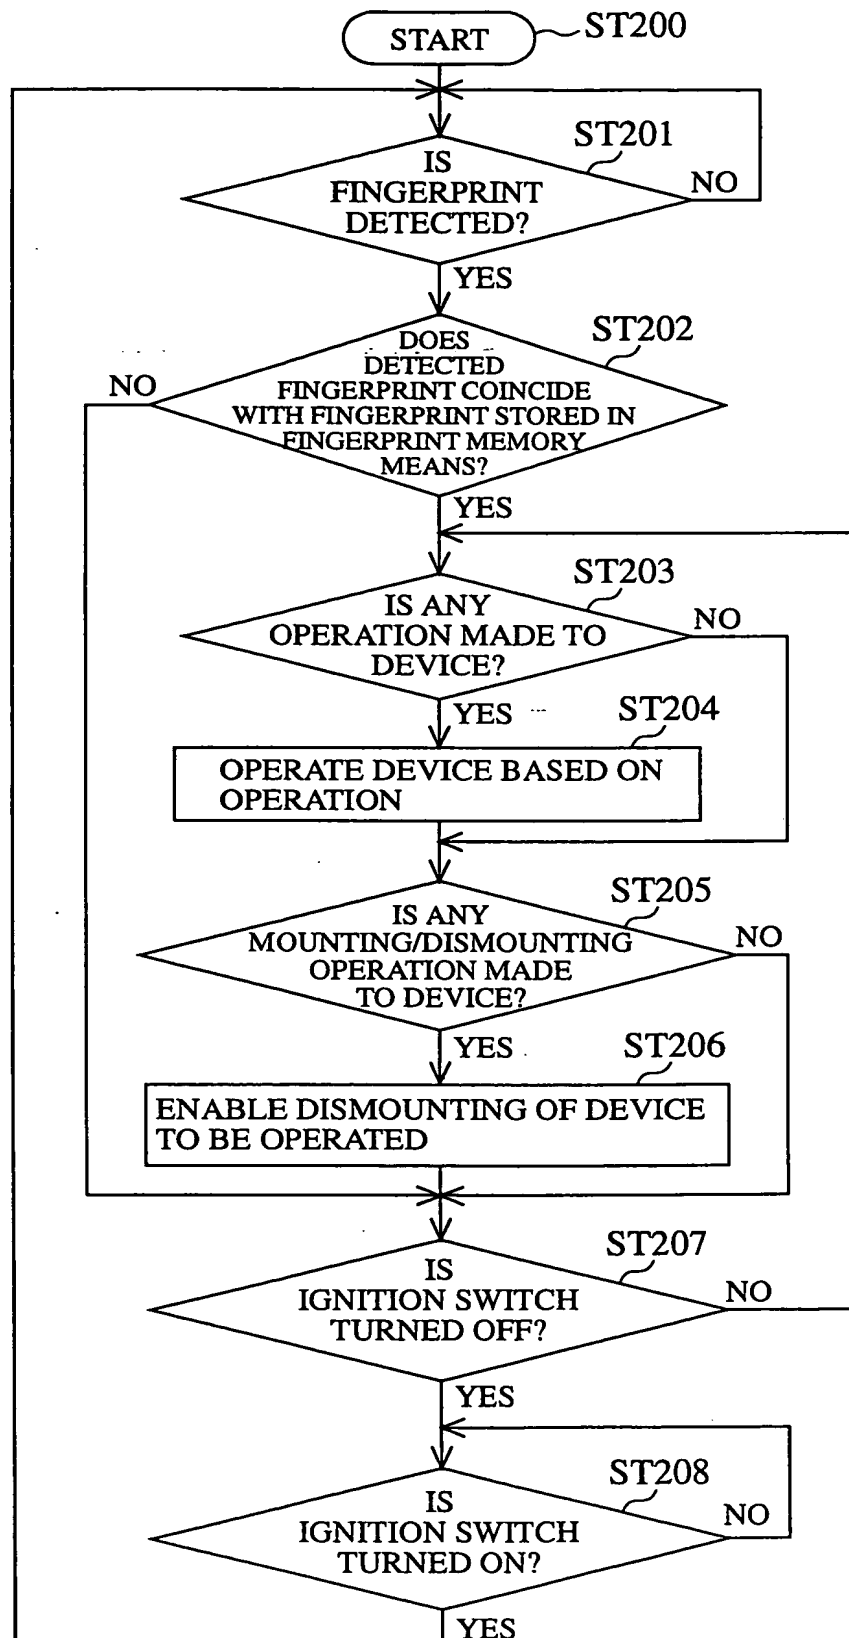 START
ST200
ST201
IS
FINGERPRINT
DETECTED?
NO
YES
ST202
DOES
DETECTED
FINGERPRINT COINCIDE
WITH FINGERPRINT STORED IN
FINGERPRINT MEMORY
MEANS?
NO
YES
ST203
IS ANY
OPERATION MADE TO
DEVICE?
NO
YES
ST204
OPERATE DEVICE BASED ON
OPERATION
ST205
IS ANY
MOUNTING/DISMOUNTING
OPERATION MADE
TO DEVICE?
NO
YES
ST206
ENABLE DISMOUNTING OF DEVICE
TO BE OPERATED
ST207
IS
IGNITION SWITCH
TURNED OFF?
NO
YES
ST208
IS
IGNITION SWITCH
TURNED ON?
NO
YES